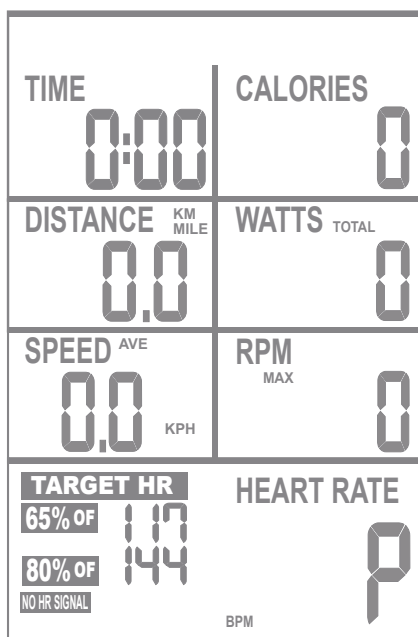 TIME
0:00
CALORIES
0
DISTANCE KM
MILE
0.0
WATTS TOTAL
0
SPEED AVE
0.0 KPH
RPM
MAX
0
TARGET HR
65% OF 117
80% OF 144
NO HR SIGNAL
HEART RATE
P
BPM